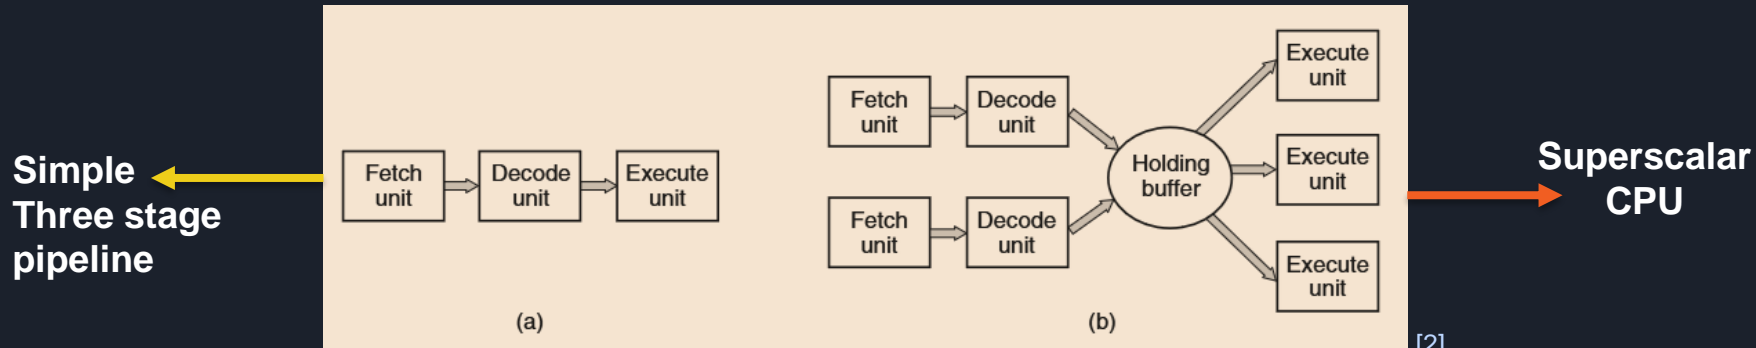 Simple
Three stage
pipeline
Fetch
unit
Decode
unit
Execute
unit
(a)
Fetch
unit
Decode
unit
Fetch
unit
Decode
unit
Holding
buffer
Execute
unit
Execute
unit
Execute
unit
(b)
Superscalar
CPU
[2]